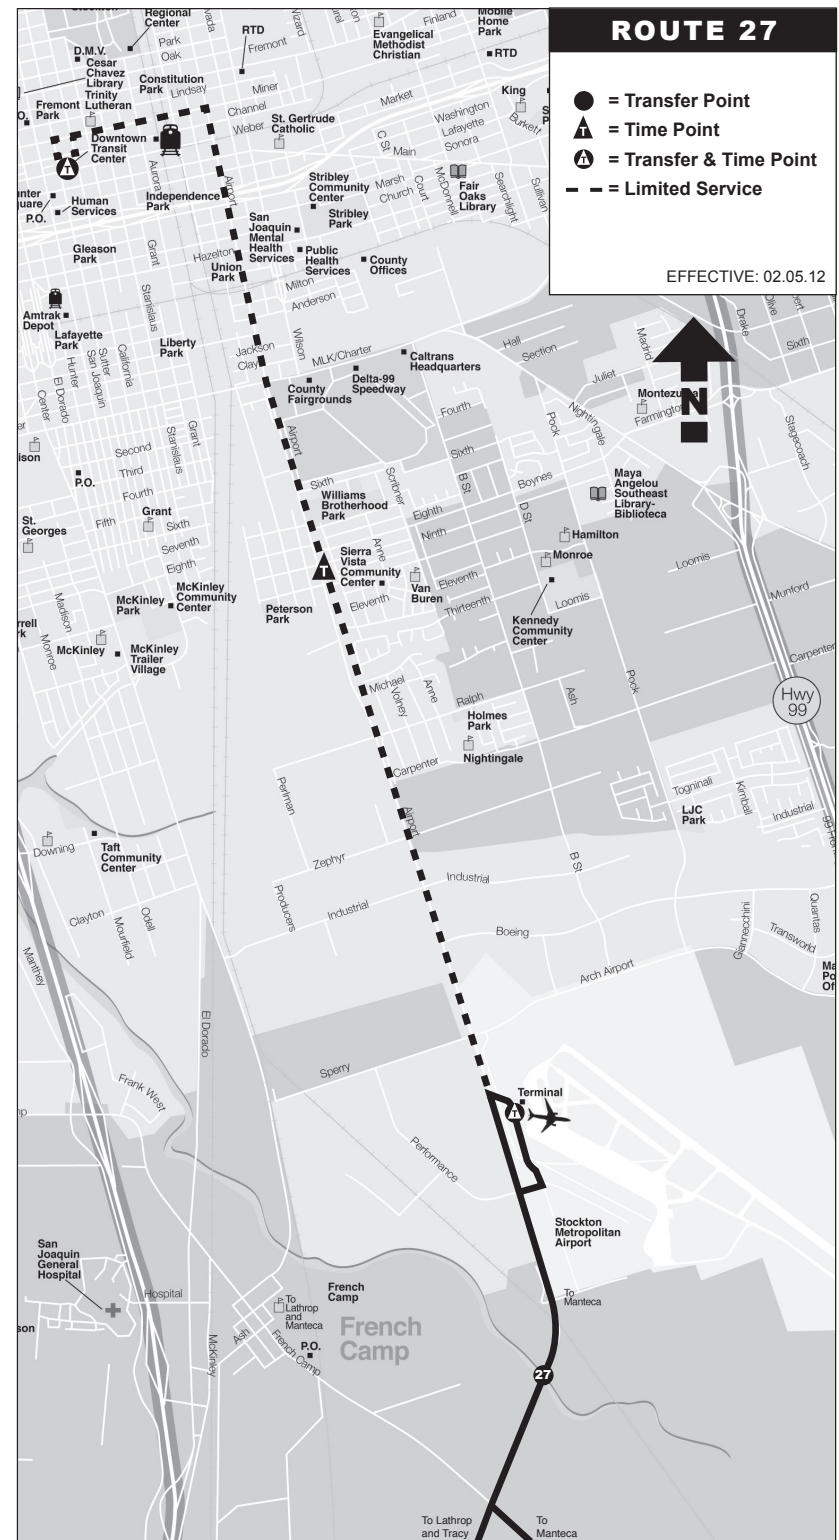 ROUTE 27
= Transfer Point
T = Time Point
T = Transfer & Time Point
= Limited Service
EFFECTIVE: 02.05.12
N
Regional
Center
D.M.V.
Cesar
Chavez
Library
Trinity
Lutheran
Fremont
Park
Park
Oak
Constitution
Park
Lindsay
RTD
Fremont
Miner
Channel
Weber
Evangelical
Methodist
Christian
Finland
Mobile
Home
Park
RTD
King
Market
Washington
Lafayette
Sonora
Burkett
C St
Main
St. Gertrude
Catholic
Downtown
Transit
Center
T
Aurora
Airport
Human
Services
P.O.
Independence
Park
Stribley
Community
Center
Stribley
Park
Marsh
Church
Court
McDonnell
Fair
Oaks
Library
Searchlight
Sullivan
San
Joaquin
Mental
Health
Services
Public
Health
Services
County
Offices
Gleason
Park
Grant
Hazelton
Union
Park
Milton
Anderson
Amtrak
Depot
Lafayette
Park
Stanislaus
Liberty
Park
California
Sutter
San Joaquin
Hunter
El Dorado
Center
Jackson
Clay
Wilson
MLK/Charter
Caltrans
Headquarters
Delta-99
Speedway
County
Fairgrounds
Hall
Section
Madrid
Juliet
Montezuma
Farmington
Nightingale
Pock
Drake
Olive
Sixth
Stagecoach
Fourth
Sixth
Airport
Second
Third
Fourth
Fifth
Sixth
Seventh
Eighth
Stanislaus
Grant
P.O.
Grant
St.
Georges
Sixth
Williams
Brotherhood
Park
Scribner
B St
Boynes
D St
Eighth
Ninth
Maya
Angelou
Southeast
Library-
Biblioteca
Hamilton
Monroe
T
Sierra
Vista
Community
Center
Anne
Van
Buren
Eleventh
Eleventh
Thirteenth
Loomis
Loomis
Munford
Kennedy
Community
Center
McKinley
Park
McKinley
Community
Center
Peterson
Park
Madison
Monroe
McKinley
McKinley
Trailer
Village
Michael
Volney
Anne
Ralph
Ash
Pock
Carpenter
Hwy
99
Holmes
Park
Nightingale
Carpenter
Perlman
Airport
Togninali
Kimball
LJC
Park
Industrial
Downing
Taft
Community
Center
Zephyr
Industrial
B St
Producers
Industrial
Clayton
Mourfield
Odell
Boeing
Giannecchini
Quantas
Transworld
Manthey
Arch Airport
El Dorado
Sperry
Frank West
Terminal
T
Performance
Stockton
Metropolitan
Airport
San
Joaquin
General
Hospital
Hospital
To
Lathrop
and
Manteca
French
Camp
French
Camp
To
Manteca
Ash
French Camp
P.O.
McKinley
27
To Lathrop
and Tracy
To
Manteca